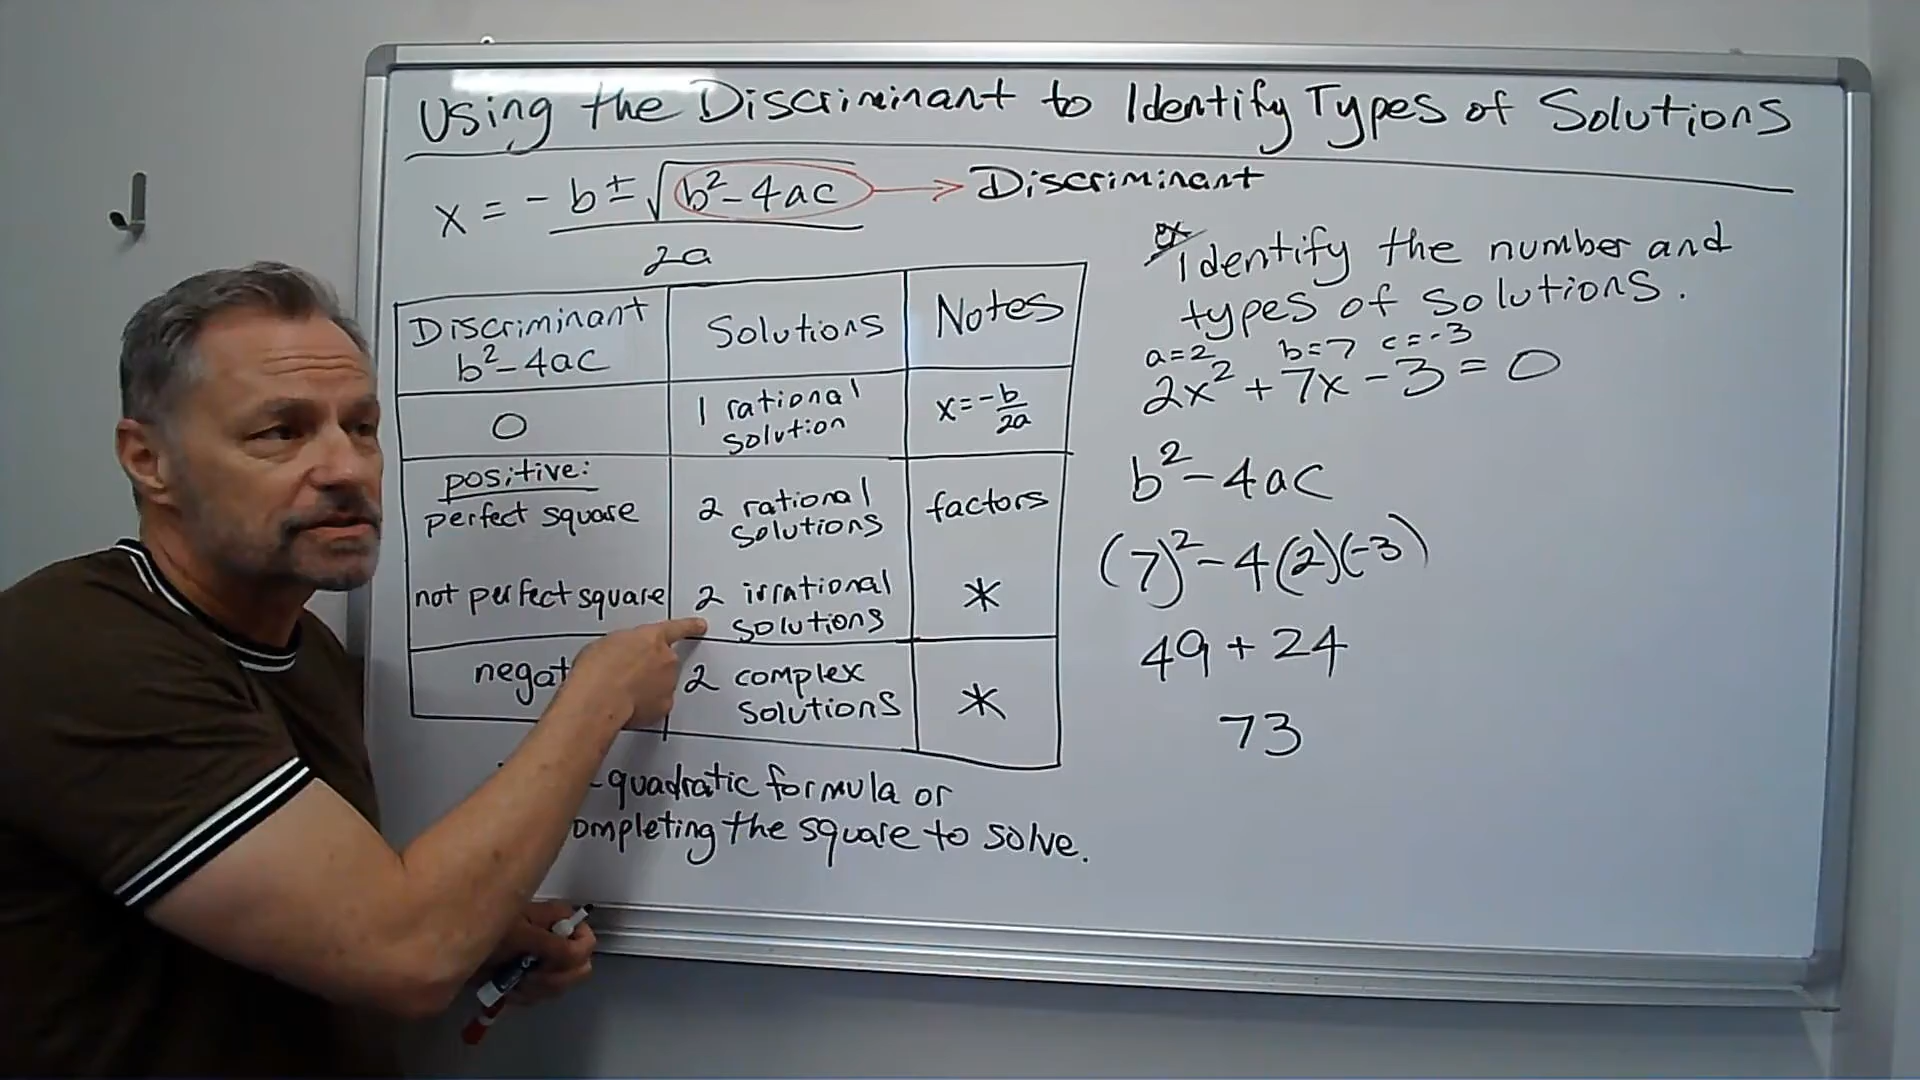 Using the Discriminant to Identify Types of Solutions
x = -b ± √b² - 4ac → Discriminant
2a
Discriminant
b² - 4ac
Solutions
Notes
0
1 rational
solution
x = -b/2a
positive:
perfect square
2 rational
solutions
factors
not perfect square
2 irrational
solutions
*
2 complex
solutions
*
quadratic formula or
the square to solve.
ex
Identify the number and
types of solutions.
a=2 b=7 c=-3
2x² + 7x - 3 = 0
b² - 4ac
(7)² - 4(2)(-3)
49 + 24
73